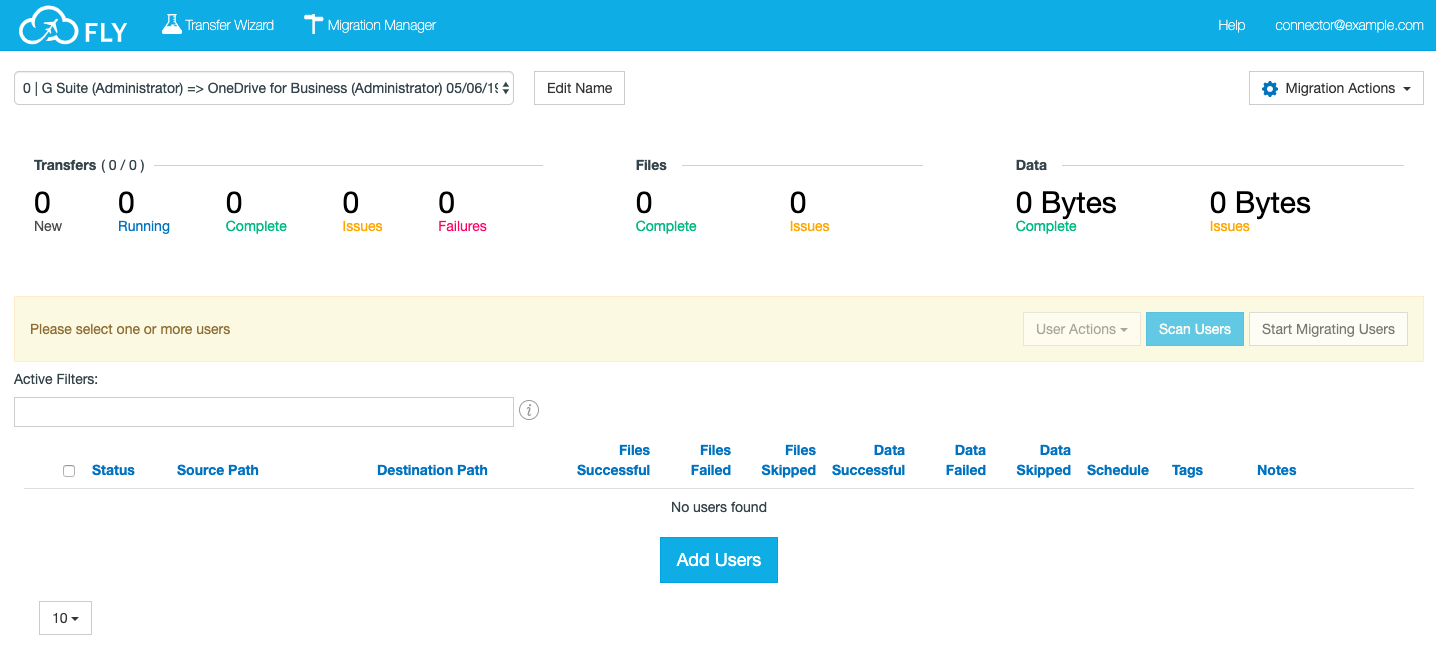 FLY Transfer Wizard Migration Manager Help connector@example.com
0 | G Suite (Administrator) => OneDrive for Business (Administrator) 05/06/19 Edit Name Migration Actions
Transfers ( 0 / 0 ) Files Data
0 0 0 0 0 0 0 0 Bytes 0 Bytes
New Running Complete Issues Failures Complete Issues Complete Issues
Please select one or more users User Actions Scan Users Start Migrating Users
Active Filters:
i
Files Files Files Data Data Data
Status Source Path Destination Path Successful Failed Skipped Successful Failed Skipped Schedule Tags Notes
No users found
Add Users
10